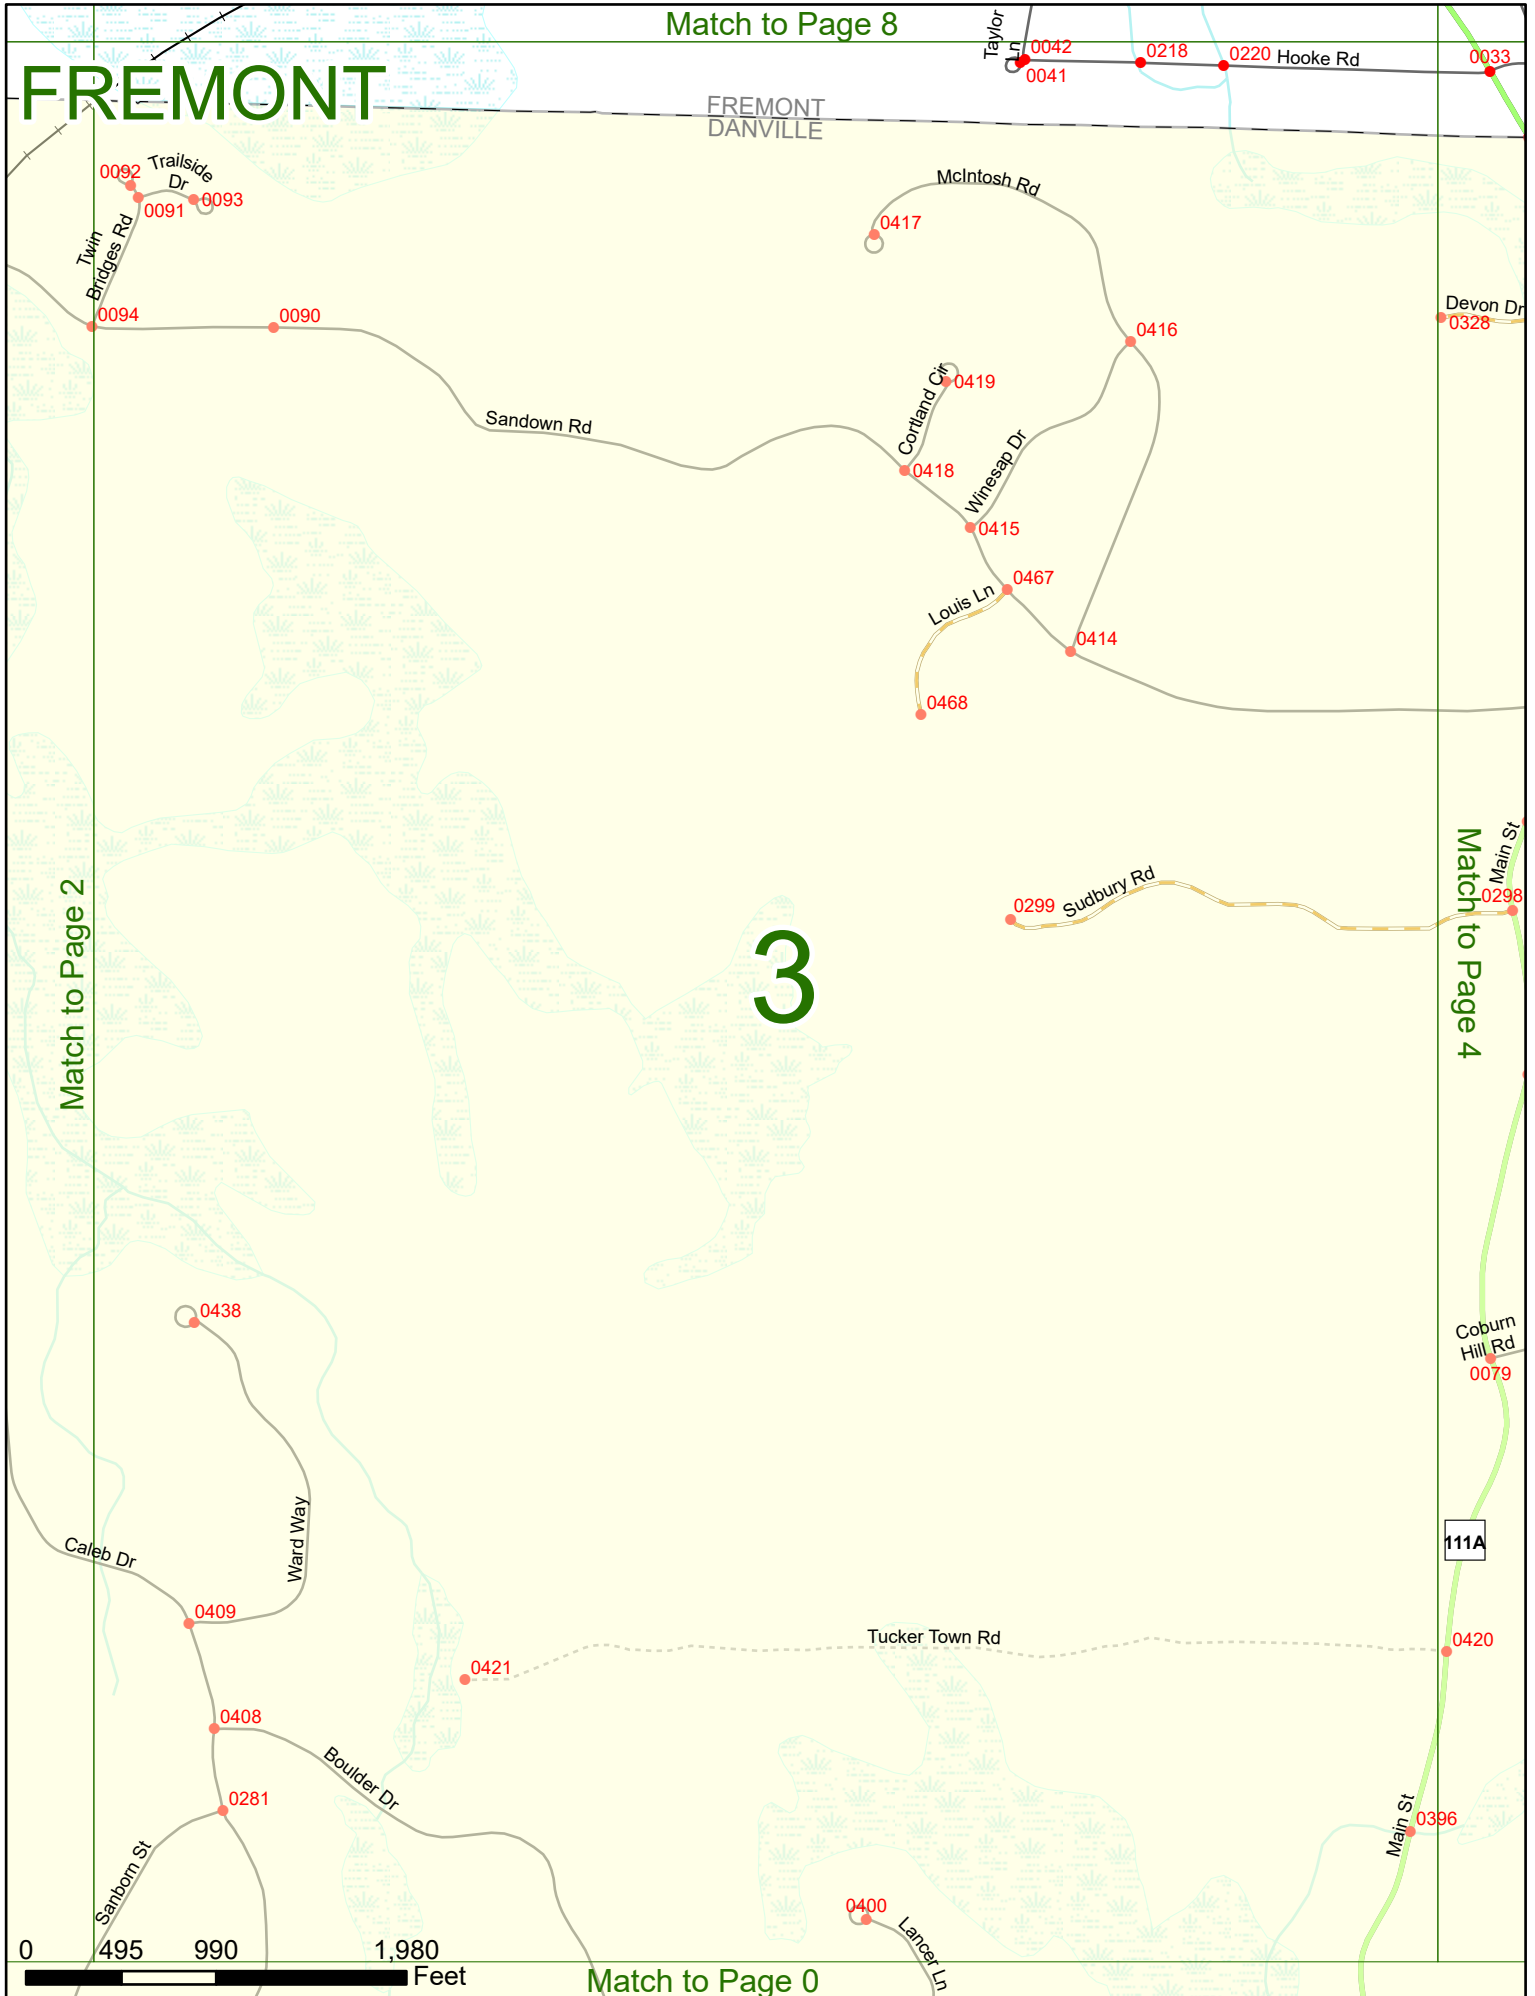 Match to Page 8
FREMONT
Taylor
Ln
0042
0041
0218
0220
Hooke Rd
0033
FREMONT
DANVILLE
0092
Trailside
Dr
0093
0091
Twin
Bridges Rd
0094
0090
McIntosh Rd
0417
0416
Devon Dr
0328
Cortland Cir
0419
Sandown Rd
0418
Winesap Dr
0415
0467
Louis Ln
0414
0468
Match to Page 2
Match to Page 4
Main St
0298
0299
Sudbury Rd
3
0438
Coburn
Hill Rd
0079
Ward Way
Caleb Dr
111A
0409
Tucker Town Rd
0420
0421
0408
Boulder Dr
0281
Main St
0396
Sanborn St
0400
Lancer Ln
0 495 990 1,980
Feet
Match to Page 0